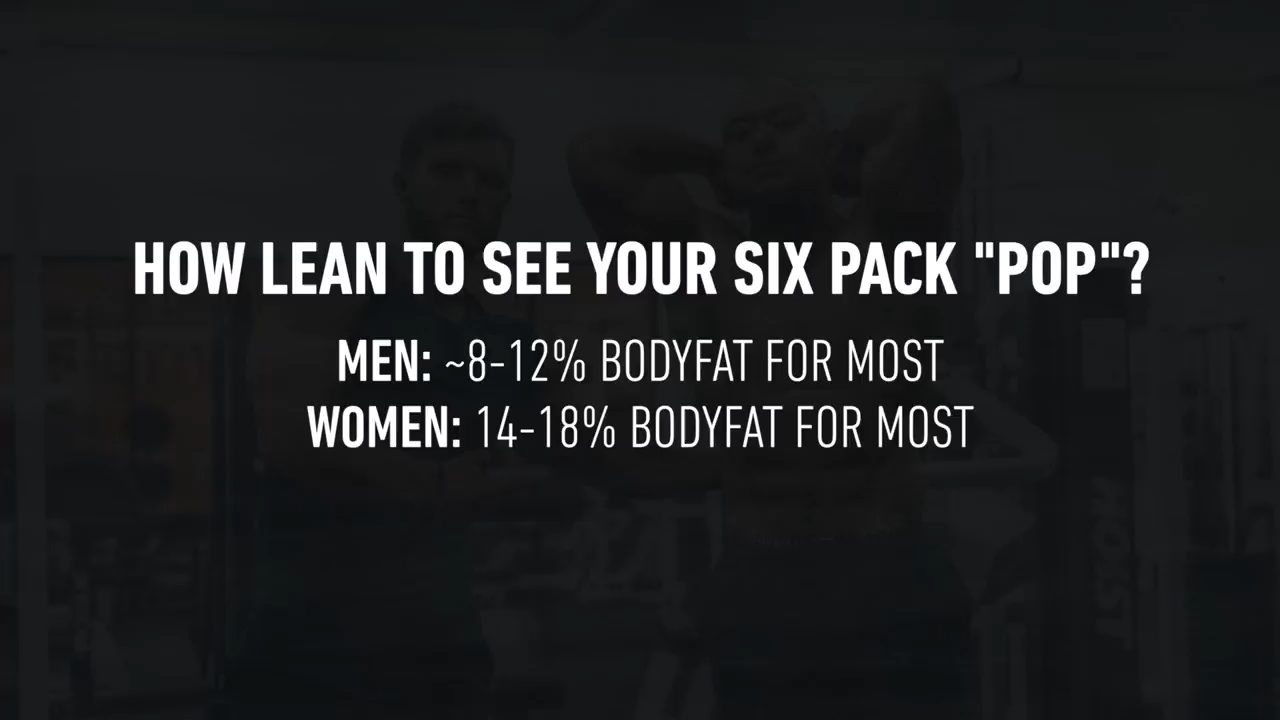 HOW LEAN TO SEE YOUR SIX PACK "POP"?
MEN: ~8-12% BODYFAT FOR MOST
WOMEN: 14-18% BODYFAT FOR MOST